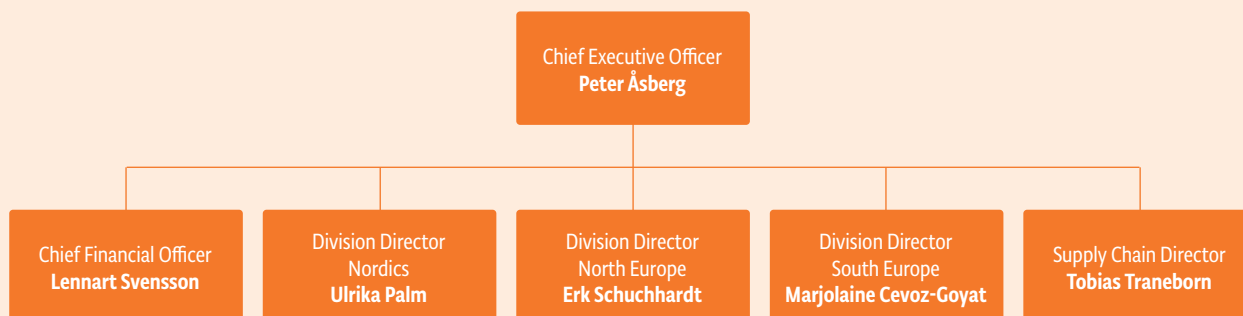 Chief Executive Officer
Peter Åsberg
Chief Financial Officer
Lennart Svensson
Division Director
Nordics
Ulrika Palm
Division Director
North Europe
Erk Schuchhardt
Division Director
South Europe
Marjolaine Cevoz-Goyat
Supply Chain Director
Tobias Traneborn